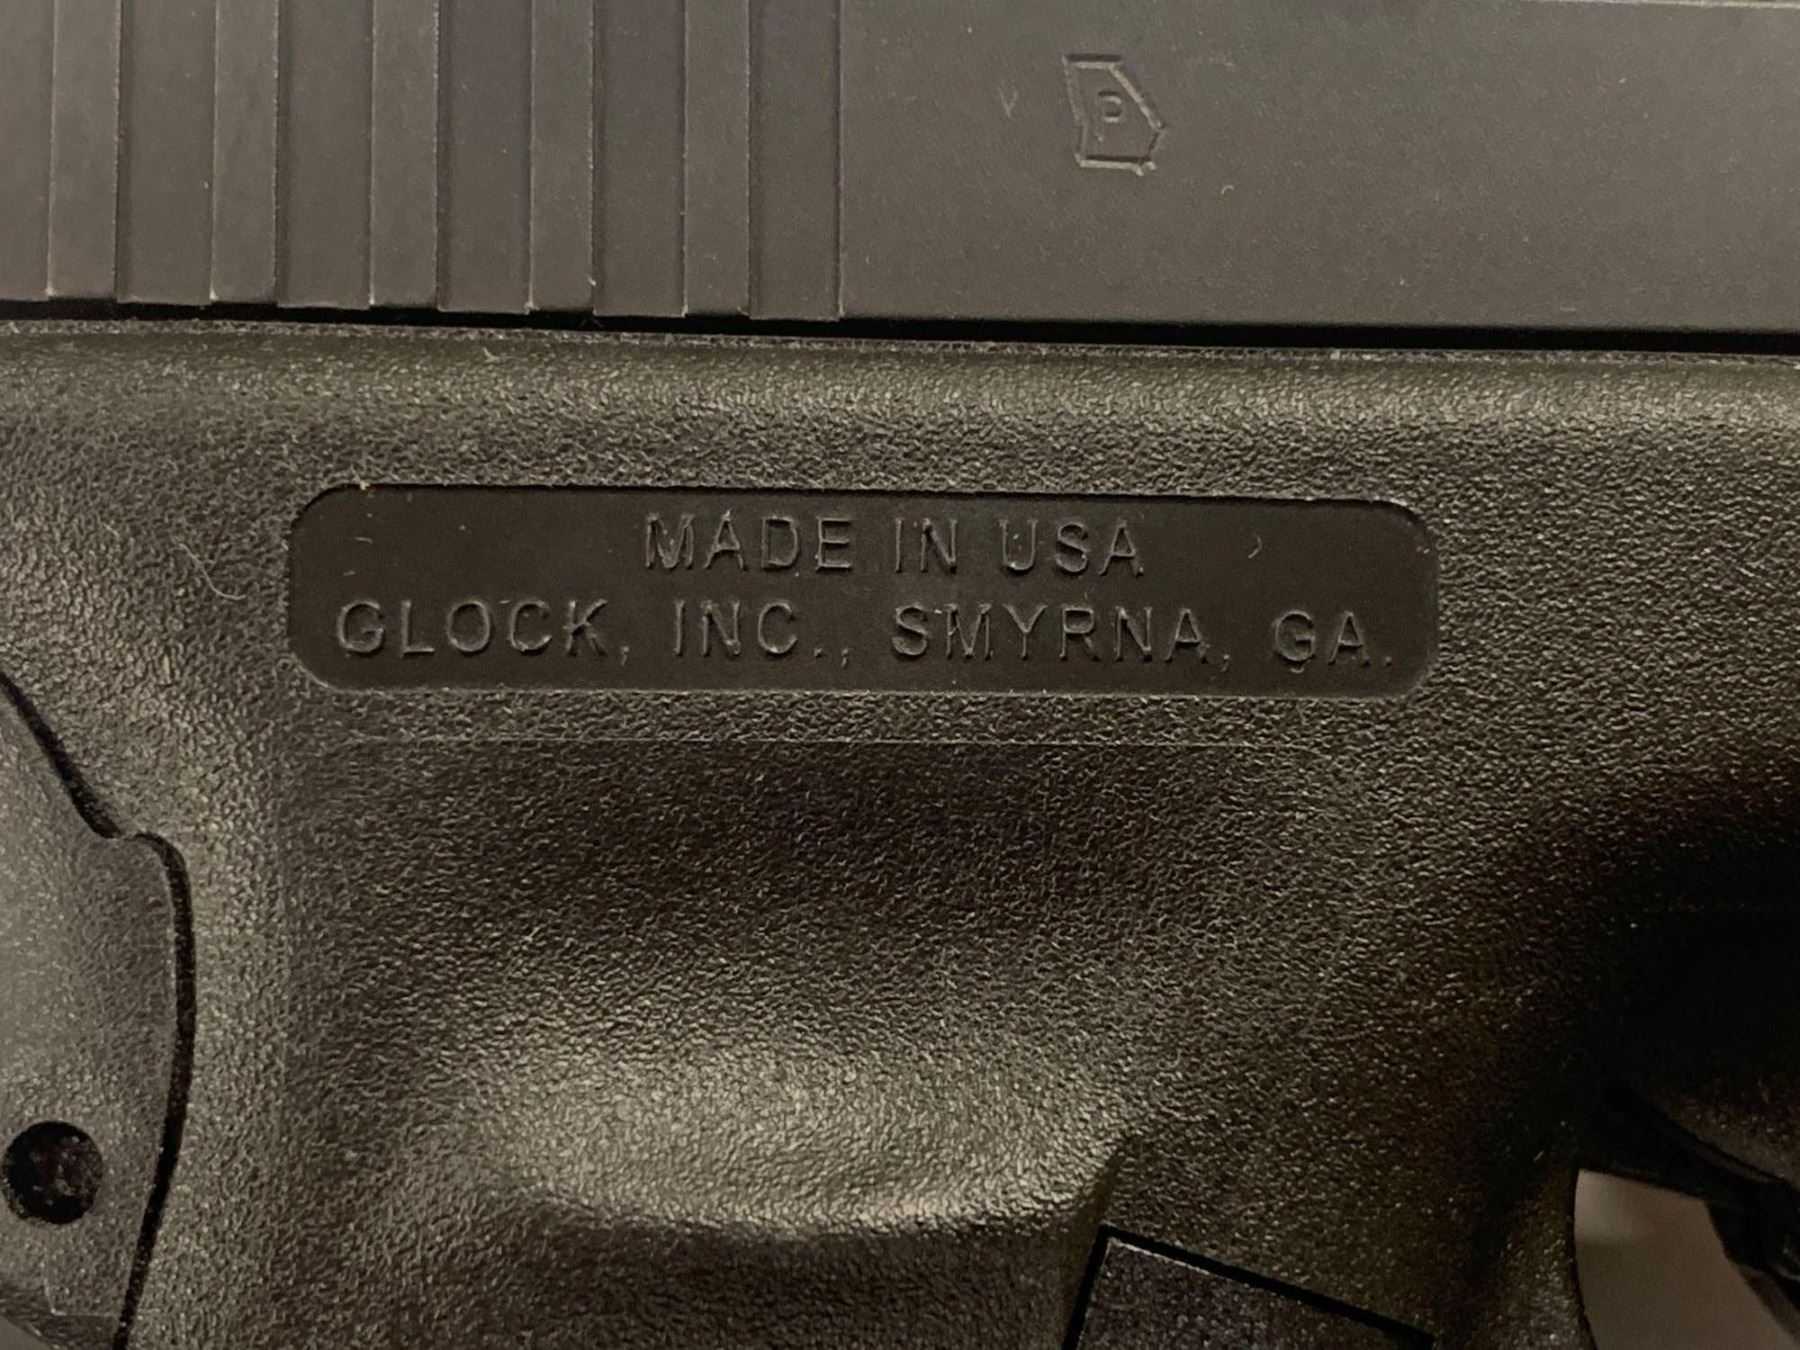 P
MADE IN USA
GLOCK, INC., SMYRNA, GA.